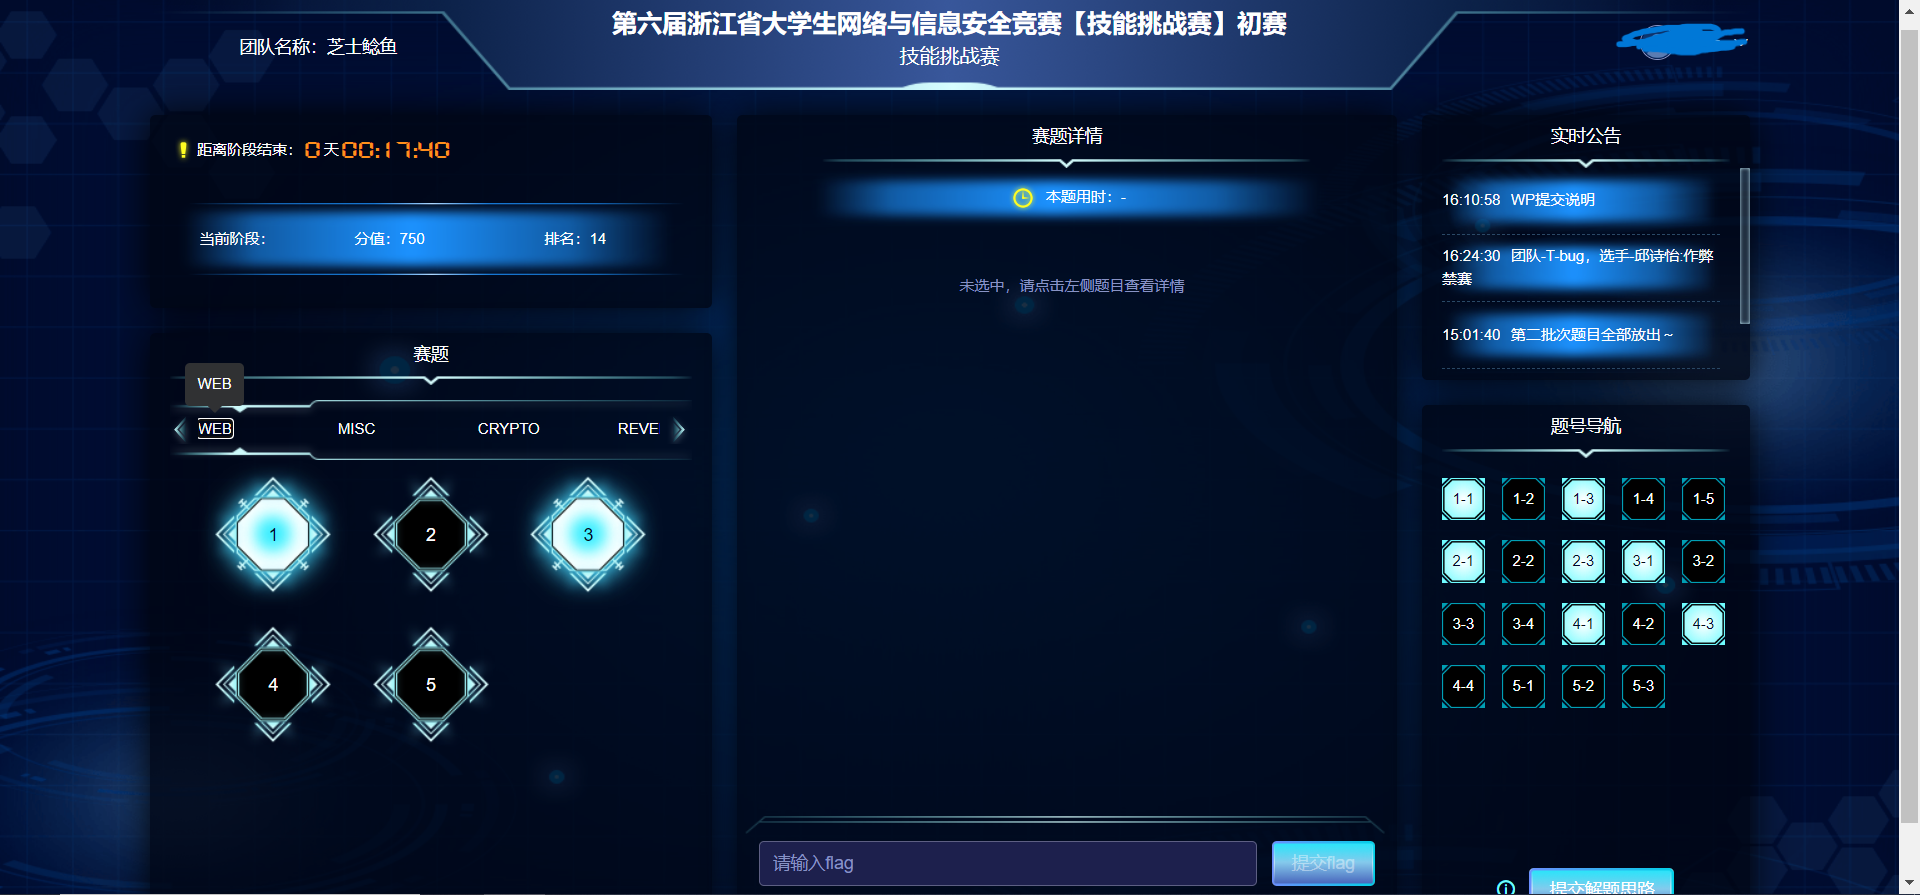 团队名称：芝士鲶鱼
第六届浙江省大学生网络与信息安全竞赛【技能挑战赛】初赛
技能挑战赛
距离阶段结束：0天00:17:40
当前阶段： 分值：750 排名：14
赛题
WEB
WEB MISC CRYPTO REVE
1 2 3
4 5
赛题详情
本题用时：-
未选中，请点击左侧题目查看详情
请输入flag 提交flag
实时公告
16:10:58 WP提交说明
16:24:30 团队-T-bug，选手-邱诗怡:作弊
禁赛
15:01:40 第二批次题目全部放出～
题号导航
1-1 1-2 1-3 1-4 1-5
2-1 2-2 2-3 3-1 3-2
3-3 3-4 4-1 4-2 4-3
4-4 5-1 5-2 5-3
提交解题思路